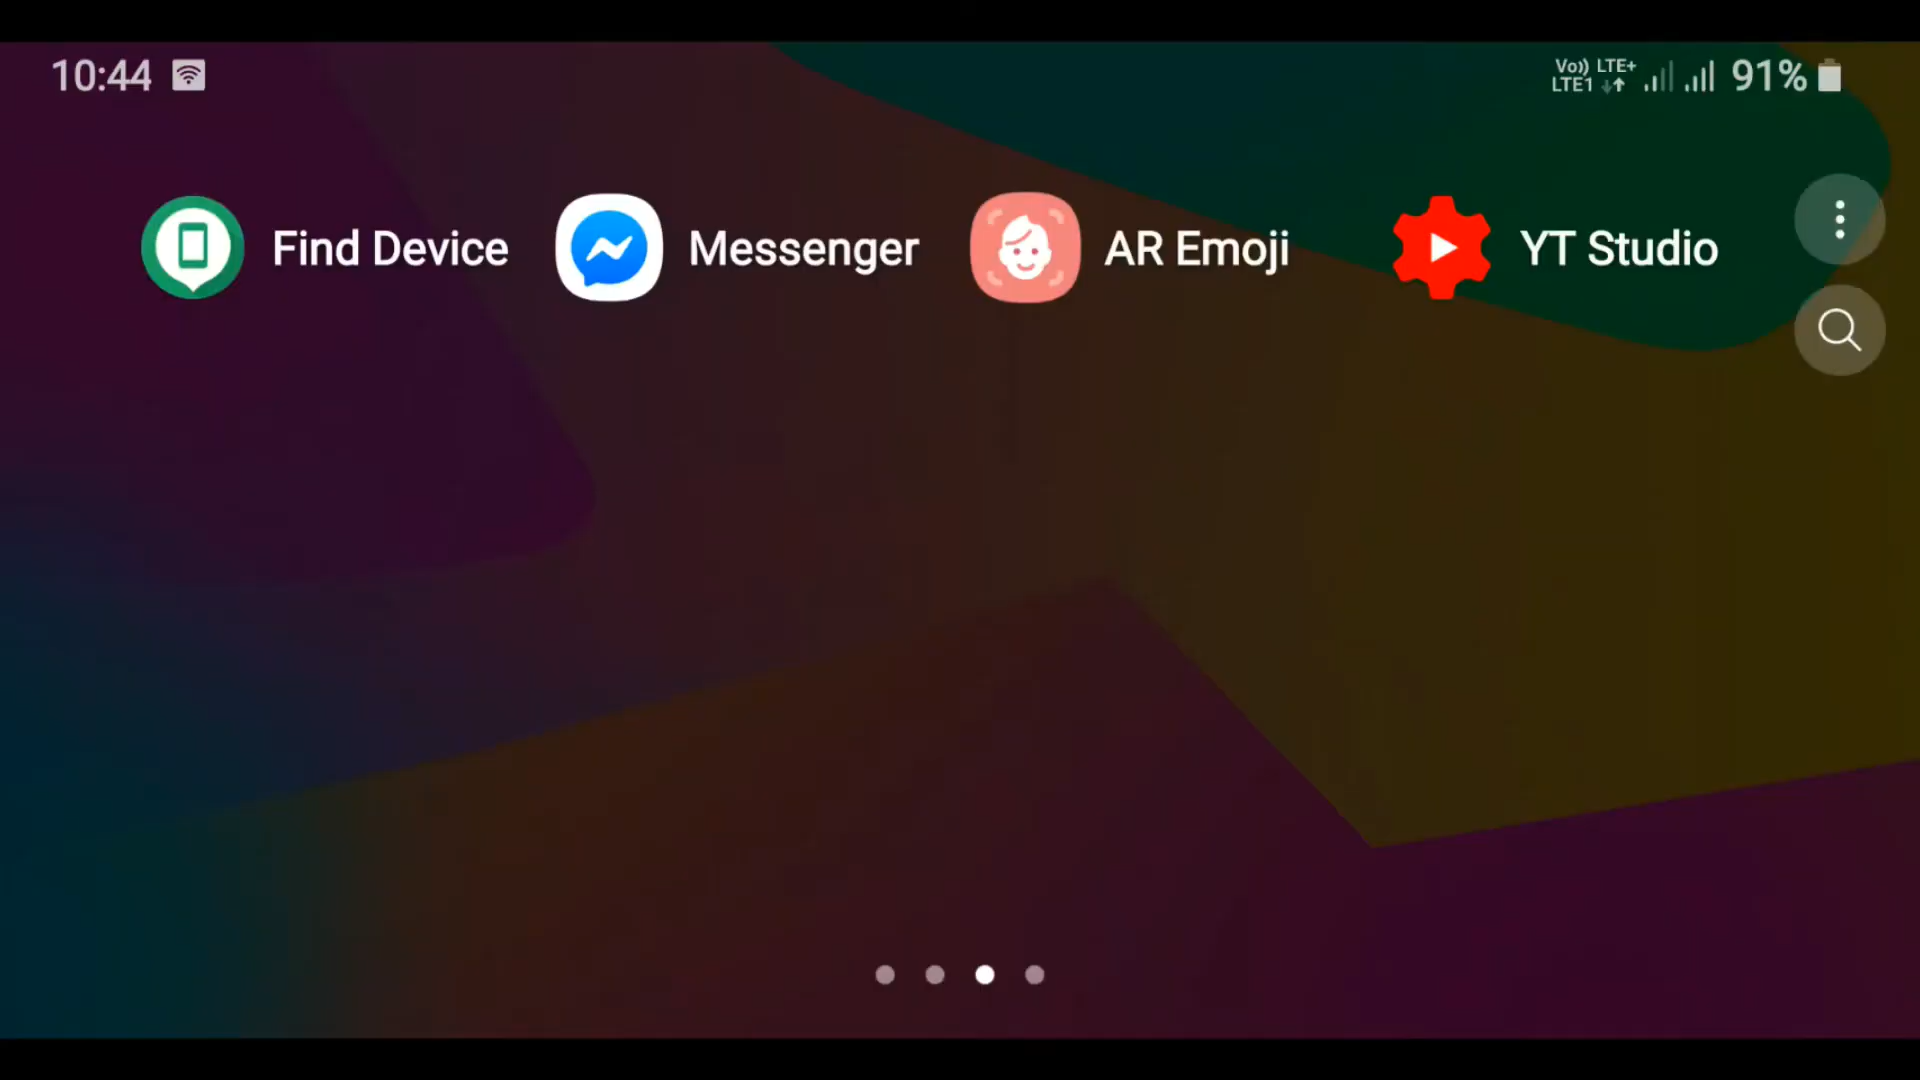 10:44
Vo)) LTE+
LTE1
91%
Find Device
Messenger
AR Emoji
YT Studio